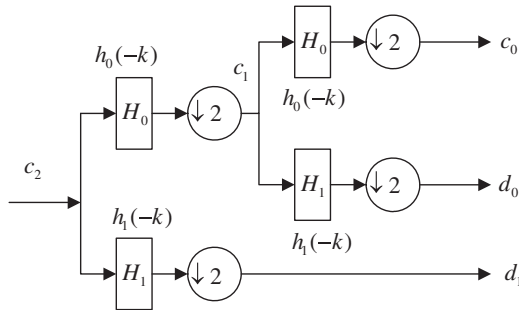 H₀
↓ 2
c₀
h₀(−k)
c₁
h₀(−k)
H₀
↓ 2
c₂
H₁
↓ 2
d₀
h₁(−k)
h₁(−k)
H₁
↓ 2
d₁